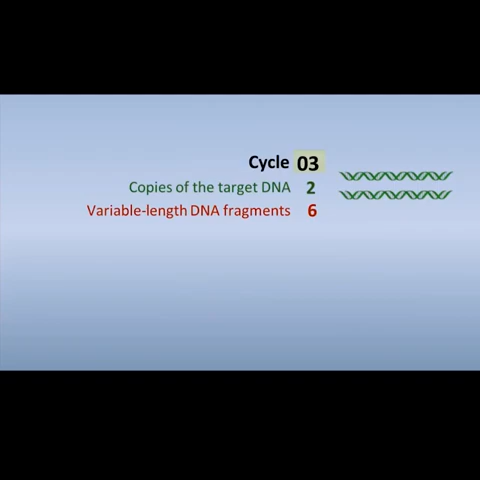 Cycle 03
Copies of the target DNA 2
Variable-length DNA fragments 6